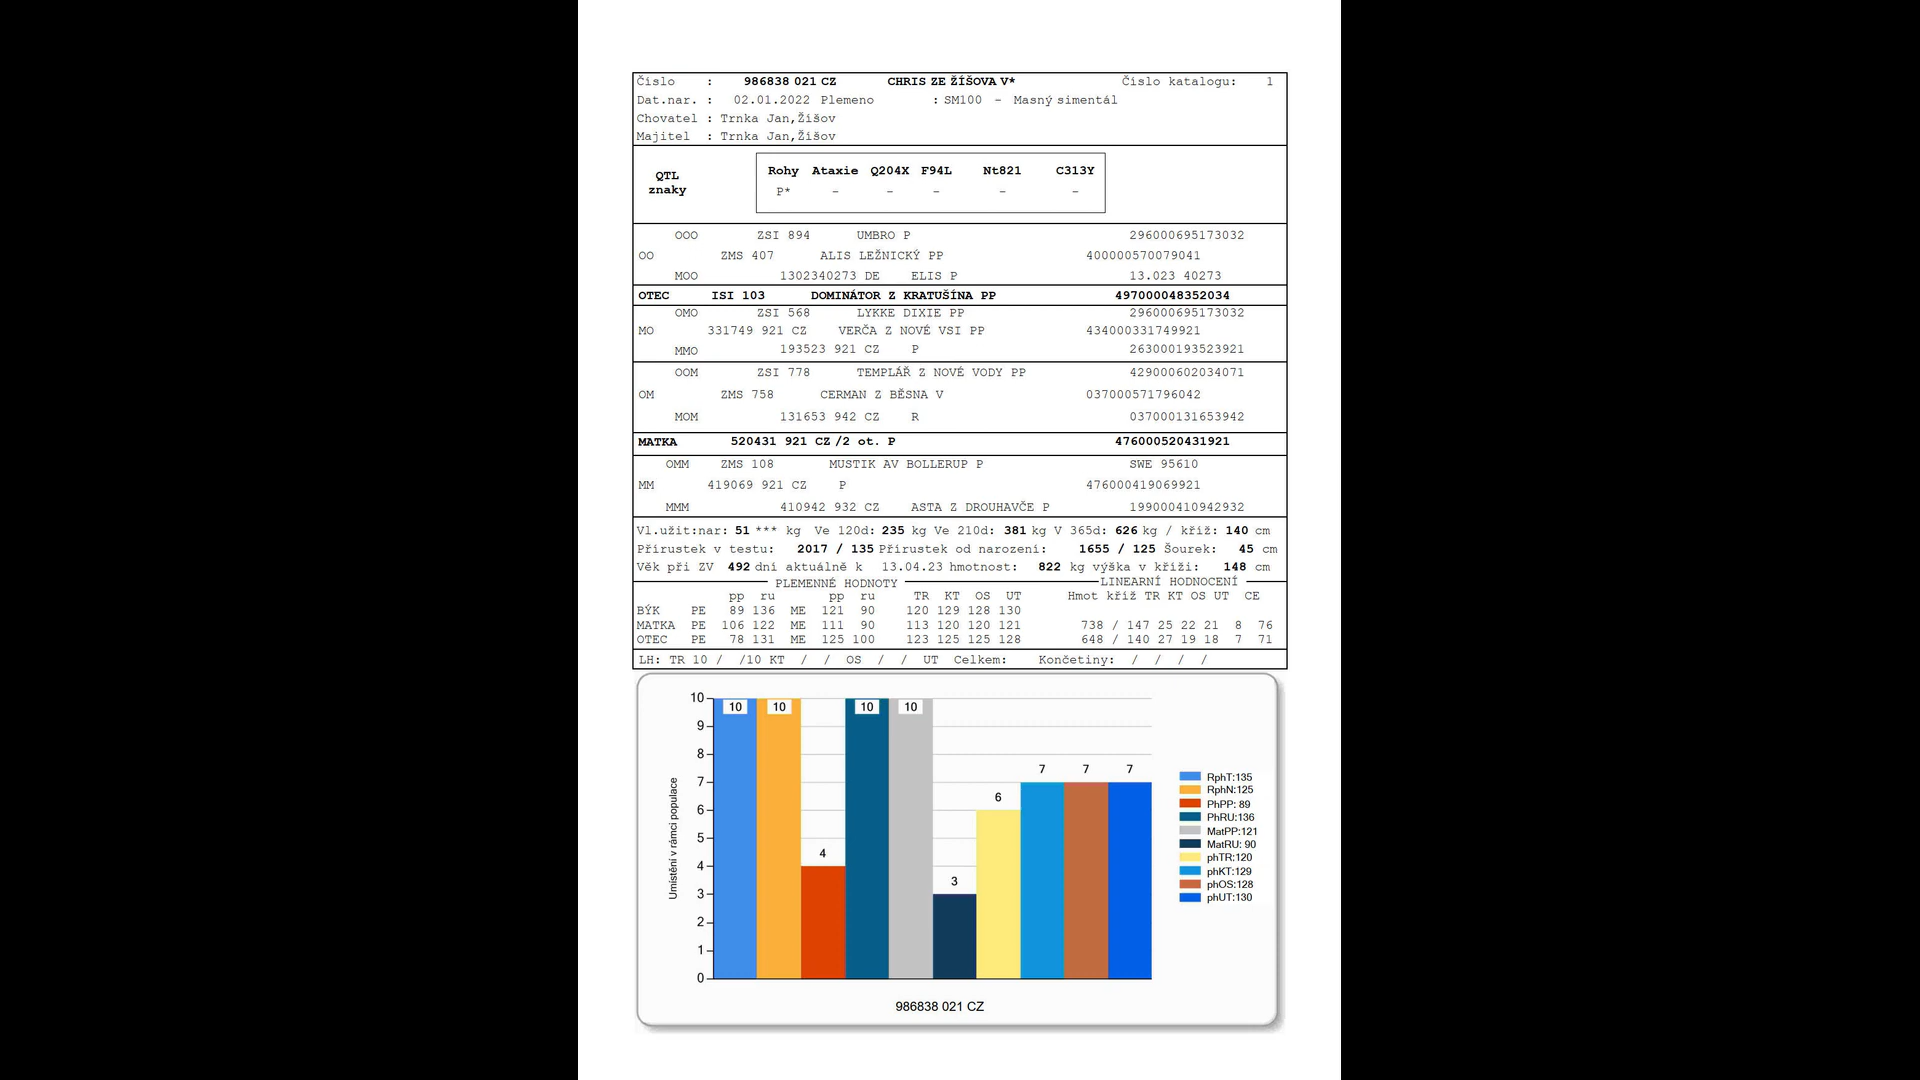 Číslo : 986838 021 CZ CHRIS ZE ŽÍŠOVA V* Číslo katalogu: 1
Dat.nar. : 02.01.2022 Plemeno : SM100 - Masný simentál
Chovatel : Trnka Jan,Žíšov
Majitel : Trnka Jan,Žíšov
QTL znaky
Rohy Ataxie Q204X F94L Nt821 C313Y
P* - - - - -
OOO ZSI 894 UMBRO P 296000695173032
OO ZMS 407 ALIS LEŽNICKÝ PP 400000570079041
MOO 1302340273 DE ELIS P 13.023 40273
OTEC ISI 103 DOMINÁTOR Z KRATUŠÍNA PP 497000048352034
OMO ZSI 568 LYKKE DIXIE PP 296000695173032
MO 331749 921 CZ VERČA Z NOVÉ VSI PP 434000331749921
MMO 193523 921 CZ P 263000193523921
OOM ZSI 778 TEMPLÁŘ Z NOVÉ VODY PP 429000602034071
OM ZMS 758 CERMAN Z BĚSNA V 037000571796042
MOM 131653 942 CZ R 037000131653942
MATKA 520431 921 CZ /2 ot. P 476000520431921
OMM ZMS 108 MUSTIK AV BOLLERUP P SWE 95610
MM 419069 921 CZ P 476000419069921
MMM 410942 932 CZ ASTA Z DROUHAVČE P 199000410942932
Vl.užit:nar: 51 *** kg Ve 120d: 235 kg Ve 210d: 381 kg V 365d: 626 kg / kříž: 140 cm
Přírustek v testu: 2017 / 135 Přírustek od narození: 1655 / 125 Šourek: 45 cm
Věk při ZV 492 dní aktuálně k 13.04.23 hmotnost: 822 kg výška v kříži: 148 cm
PLEMENNÉ HODNOTY LINEARNÍ HODNOCENÍ
pp ru pp ru TR KT OS UT Hmot kříž TR KT OS UT CE
BÝK PE 89 136 ME 121 90 120 129 128 130
MATKA PE 106 122 ME 111 90 113 120 120 121 738 / 147 25 22 21 8 76
OTEC PE 78 131 ME 125 100 123 125 125 128 648 / 140 27 19 18 7 71
LH: TR 10 / /10 KT / / OS / / UT Celkem: Končetiny: / / / /
Umístění v rámci populace
10
9
8
7
6
5
4
3
2
1
0
10 10 4 10 10 3 6 7 7 7
986838 021 CZ
RphT:135
RphN:125
PhPP: 89
PhRU:136
MatPP:121
MatRU: 90
phTR:120
phKT:129
phOS:128
phUT:130